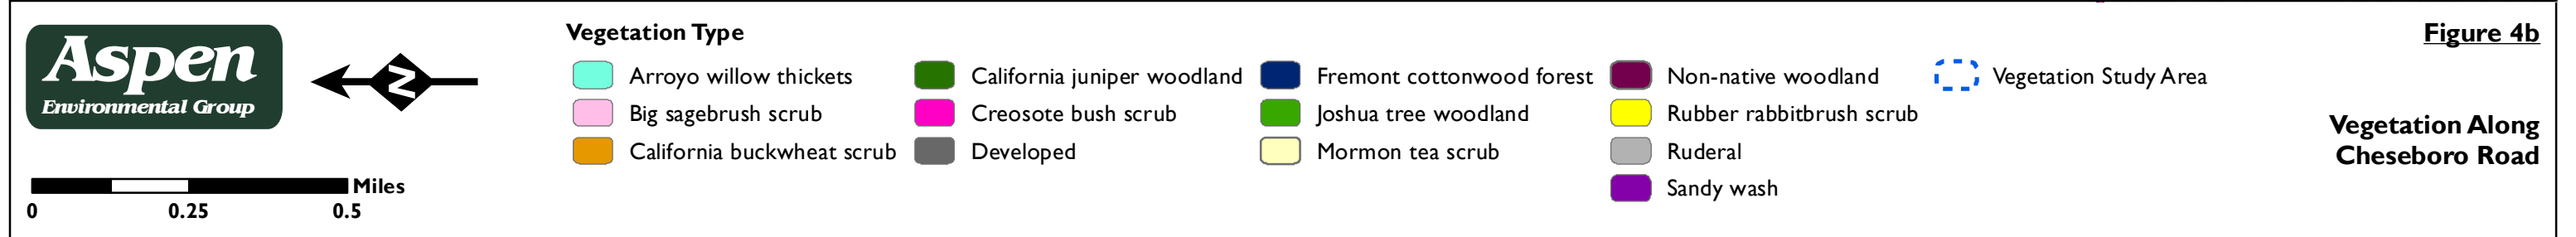 Aspen
Environmental Group
N
0 0.25 0.5 Miles
Vegetation Type
Arroyo willow thickets
Big sagebrush scrub
California buckwheat scrub
California juniper woodland
Creosote bush scrub
Developed
Fremont cottonwood forest
Joshua tree woodland
Mormon tea scrub
Non-native woodland
Rubber rabbitbrush scrub
Ruderal
Sandy wash
Vegetation Study Area
Figure 4b
Vegetation Along
Cheseboro Road